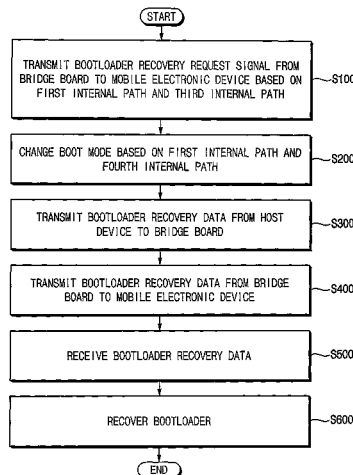 START
TRANSMIT BOOTLOADER RECOVERY REQUEST SIGNAL FROM
BRIDGE BOARD TO MOBILE ELECTRONIC DEVICE BASED ON
FIRST INTERNAL PATH AND THIRD INTERNAL PATH
S100
CHANGE BOOT MODE BASED ON FIRST INTERNAL PATH AND
FOURTH INTERNAL PATH
S200
TRANSMIT BOOTLOADER RECOVERY DATA FROM HOST
DEVICE TO BRIDGE BOARD
S300
TRANSMIT BOOTLOADER RECOVERY DATA FROM BRIDGE
BOARD TO MOBILE ELECTRONIC DEVICE
S400
RECEIVE BOOTLOADER RECOVERY DATA
S500
RECOVER BOOTLOADER
S600
END